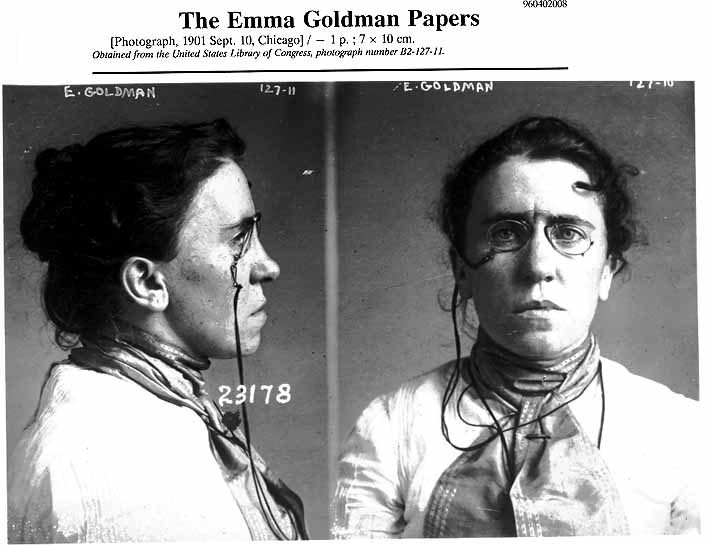 960402008
The Emma Goldman Papers
[Photograph, 1901 Sept. 10, Chicago] / — 1 p. ; 7 × 10 cm.
Obtained from the United States Library of Congress, photograph number B2-127-11.
E. GOLDMAN 127-11
E. GOLDMAN 127-10
23178